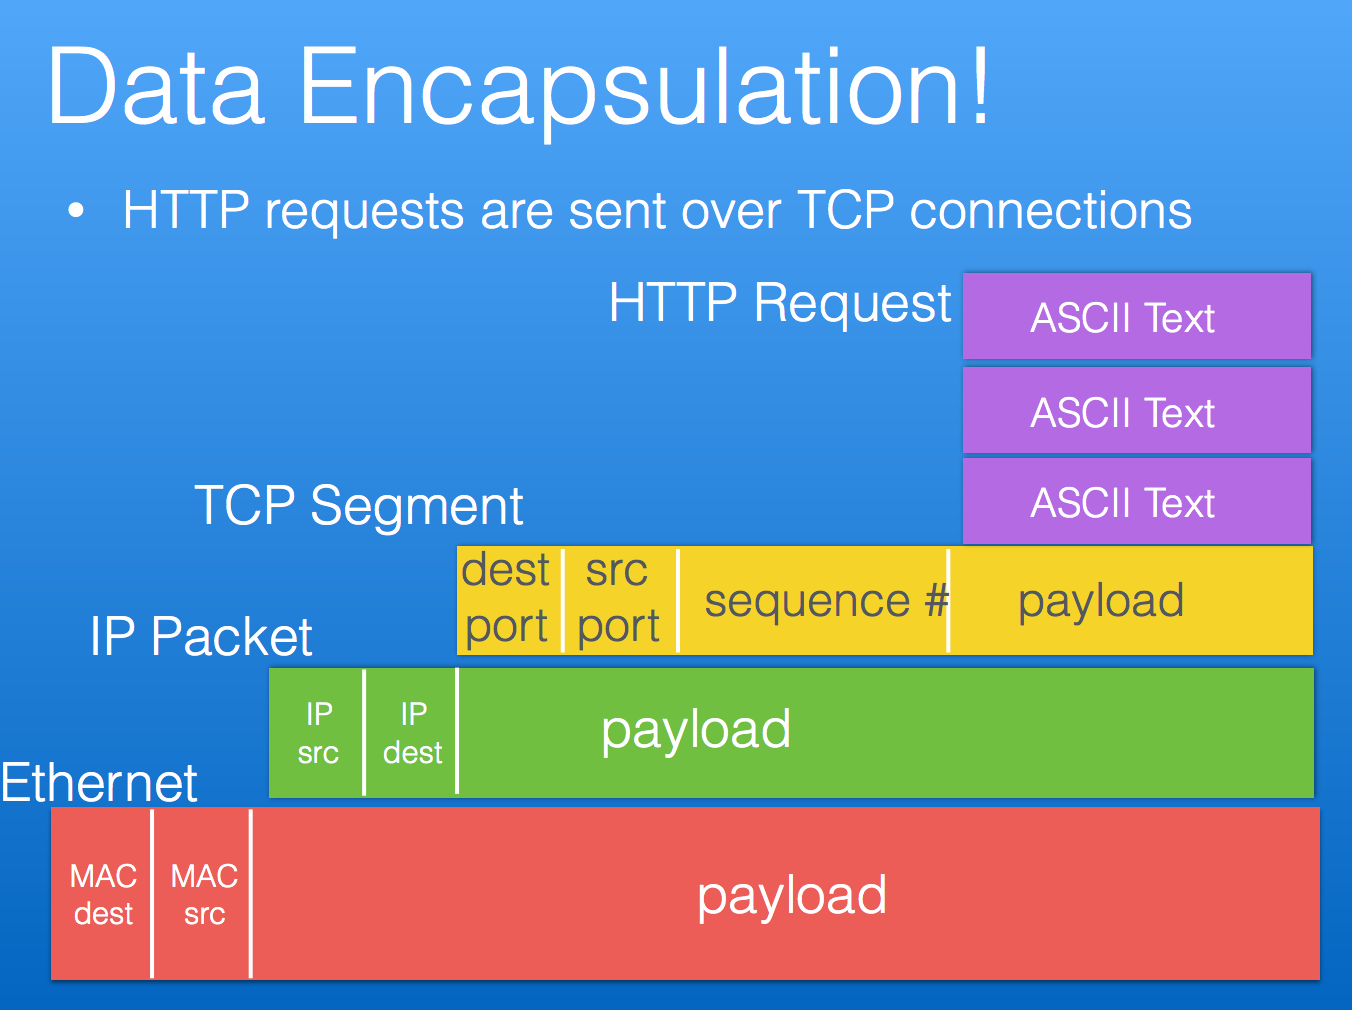 Data Encapsulation!
• HTTP requests are sent over TCP connections
HTTP Request
ASCII Text
ASCII Text
ASCII Text
TCP Segment
dest
port
src
port
sequence #
payload
IP Packet
IP
src
IP
dest
payload
Ethernet
MAC
dest
MAC
src
payload